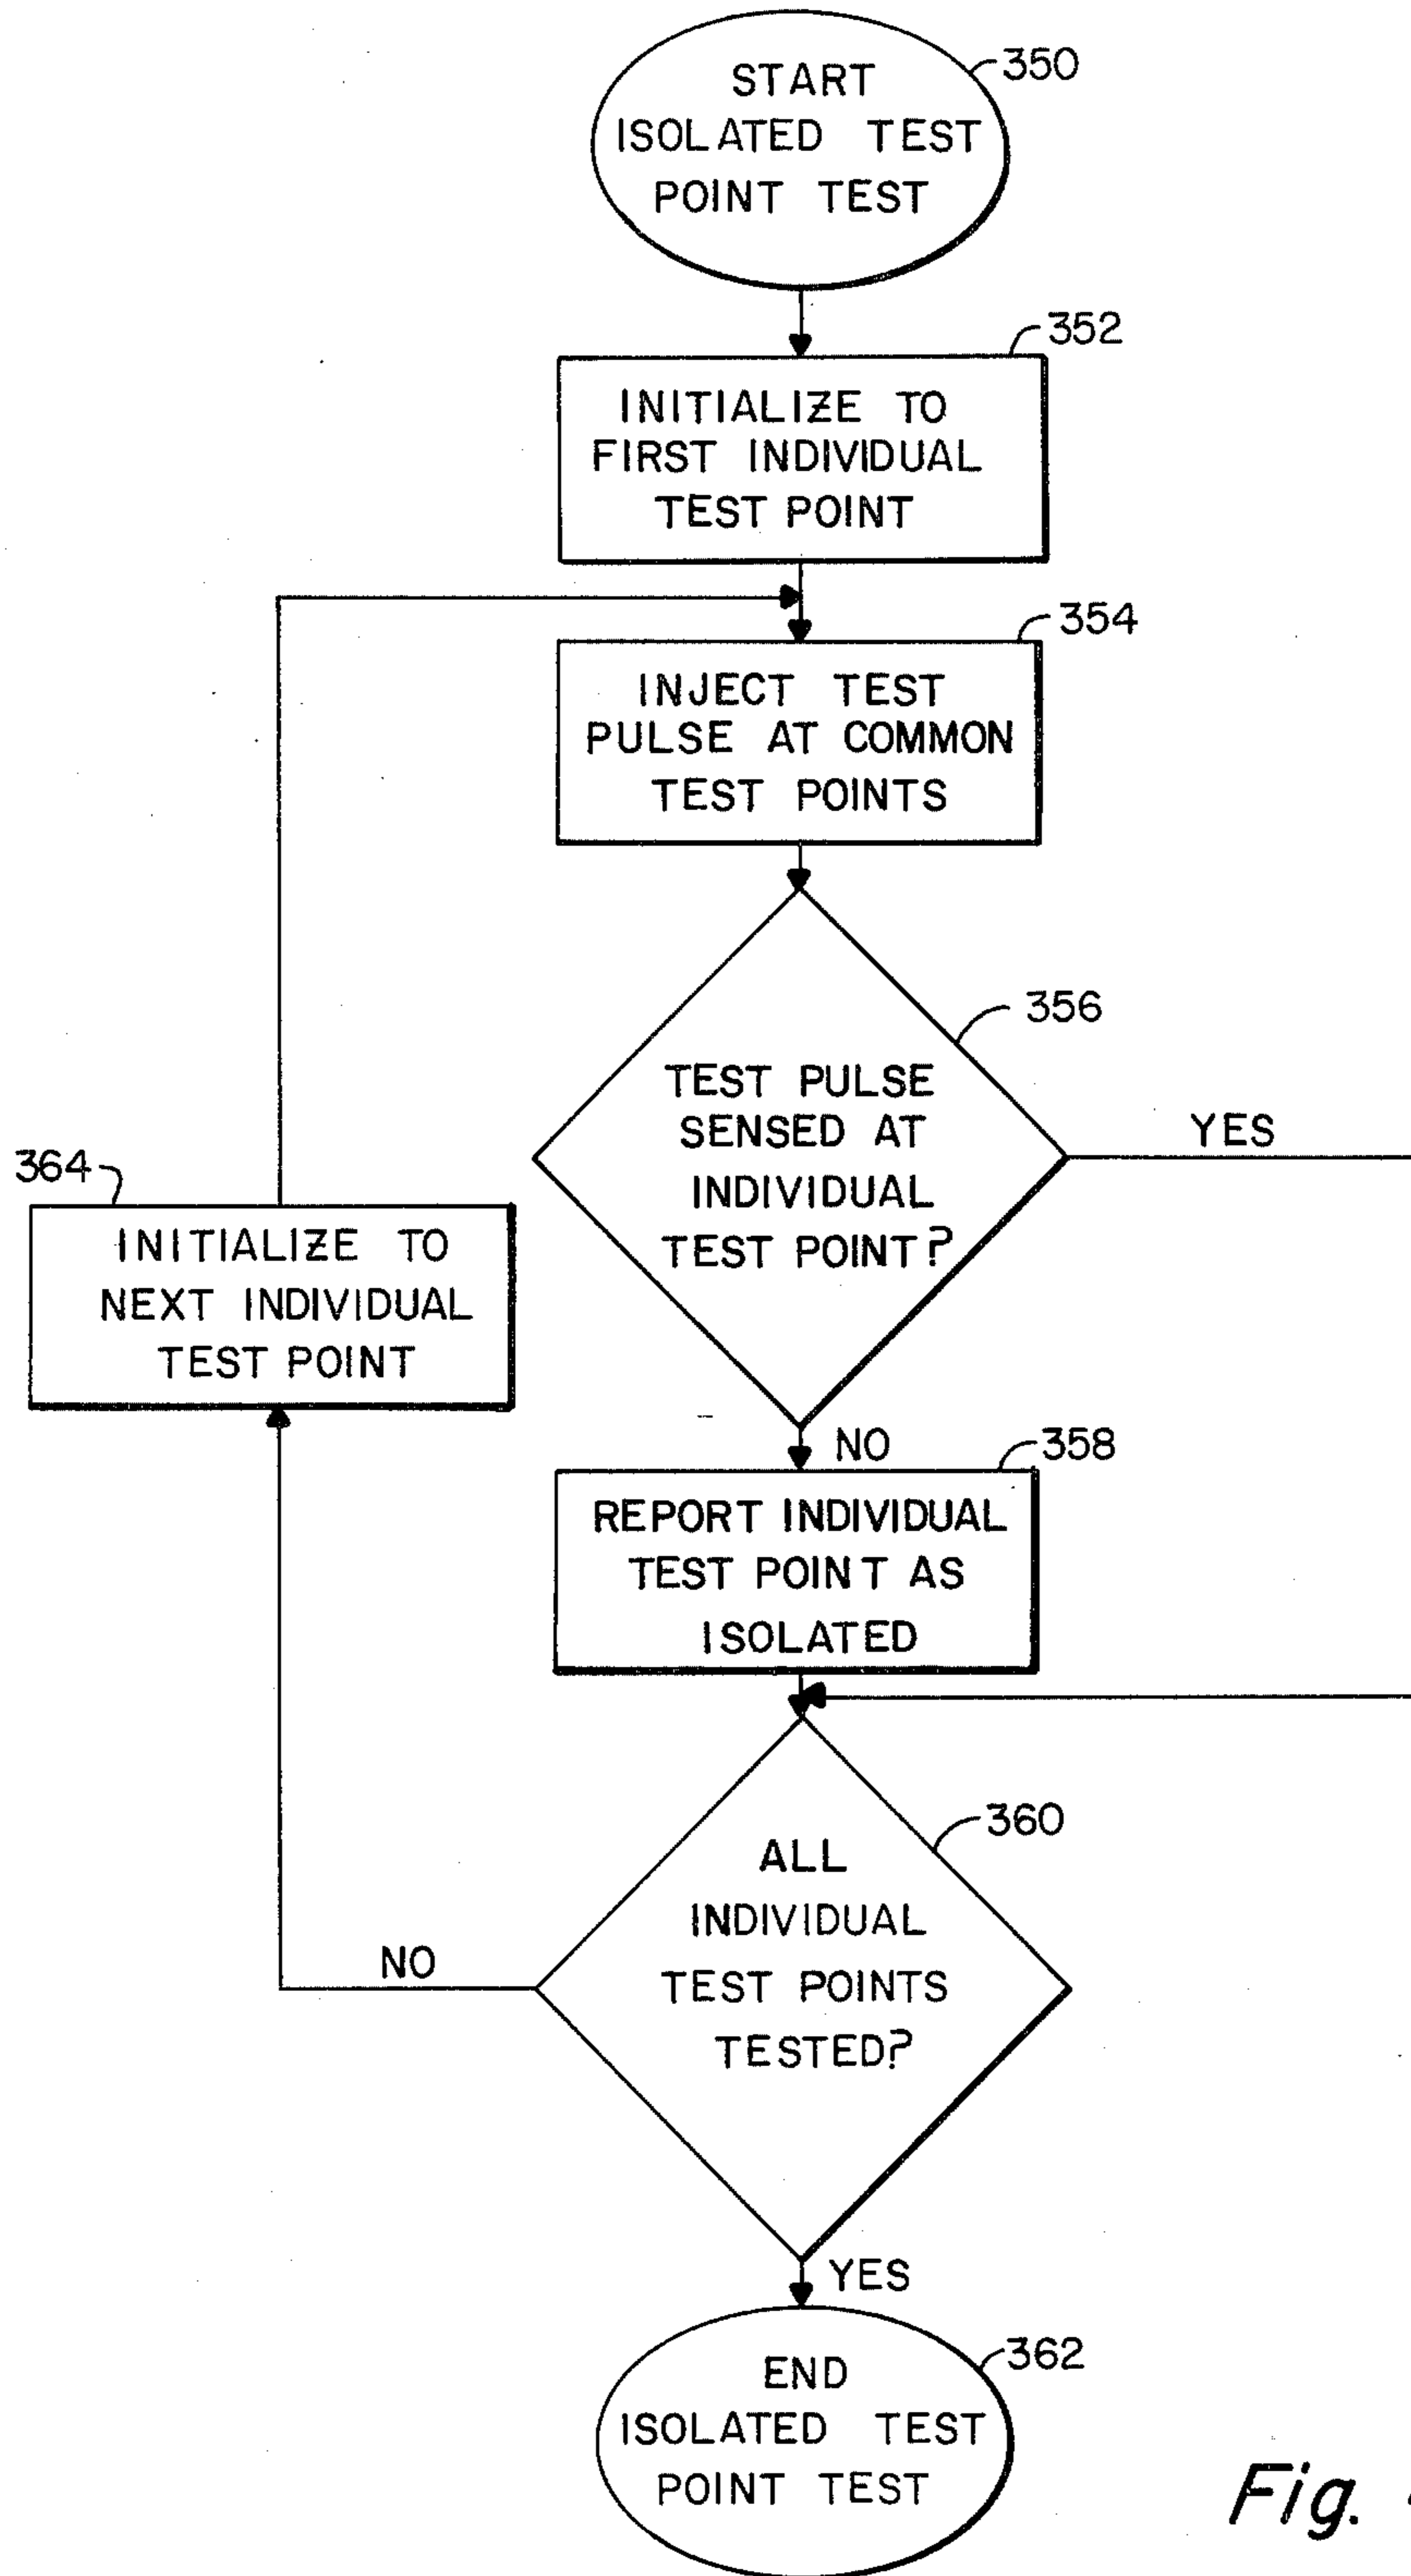 START
ISOLATED TEST
POINT TEST
350
INITIALIZE TO
FIRST INDIVIDUAL
TEST POINT
352
INJECT TEST
PULSE AT COMMON
TEST POINTS
354
TEST PULSE
SENSED AT
INDIVIDUAL
TEST POINT?
356
YES
364
INITIALIZE TO
NEXT INDIVIDUAL
TEST POINT
NO
358
REPORT INDIVIDUAL
TEST POINT AS
ISOLATED
360
ALL
INDIVIDUAL
TEST POINTS
TESTED?
NO
YES
362
END
ISOLATED TEST
POINT TEST
Fig.